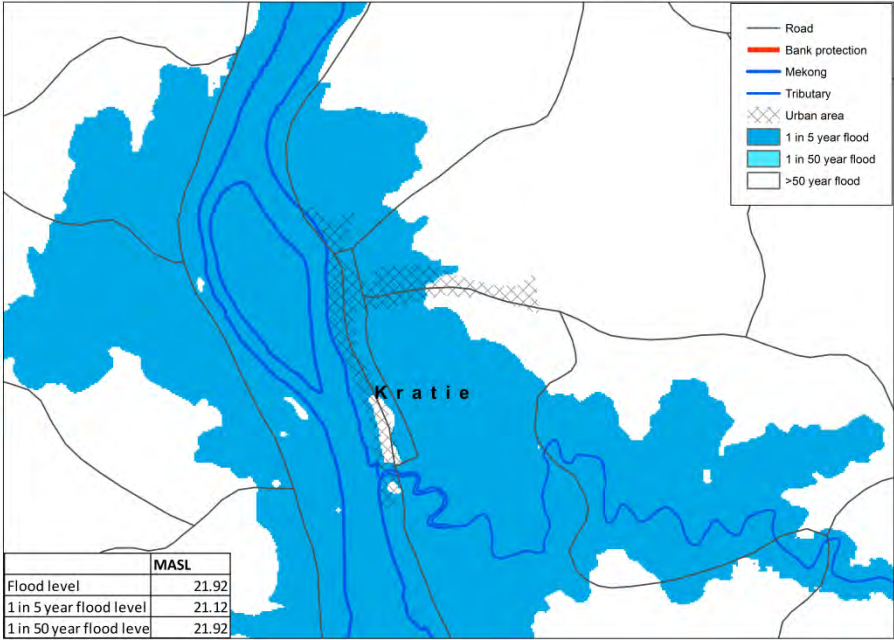 Road
Bank protection
Mekong
Tributary
Urban area
1 in 5 year flood
1 in 50 year flood
>50 year flood
Kratie
MASL
Flood level 21.92
1 in 5 year flood level 21.12
1 in 50 year flood leve 21.92